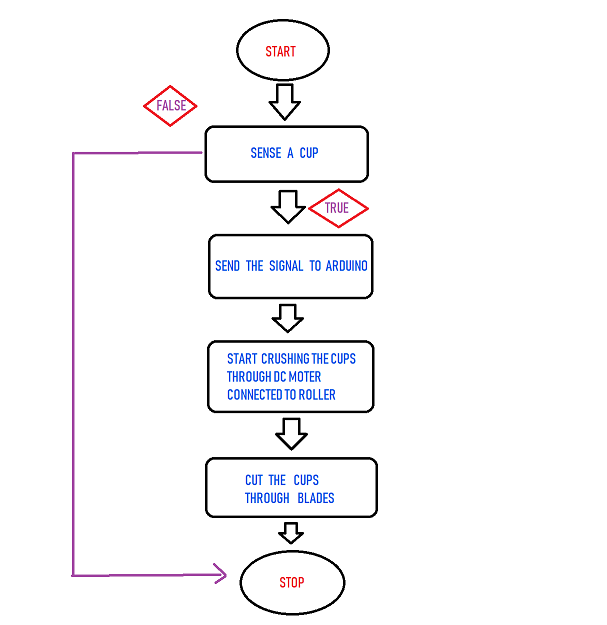 START
FALSE
SENSE A CUP
TRUE
SEND THE SIGNAL TO ARDUINO
START CRUSHING THE CUPS
THROUGH DC MOTER
CONNECTED TO ROLLER
CUT THE CUPS
THROUGH BLADES
STOP